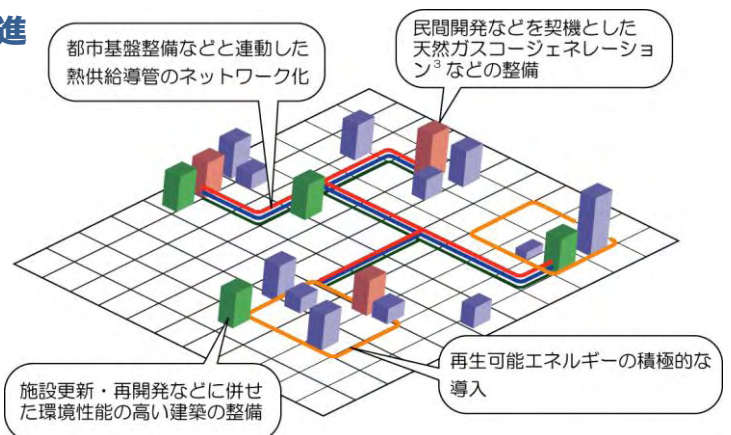 進
都市基盤整備などと連動した
熱供給導管のネットワーク化
民間開発などを契機とした
天然ガスコージェネレーショ
ン³などの整備
施設更新・再開発などに併せ
た環境性能の高い建築の整備
再生可能エネルギーの積極的な
導入